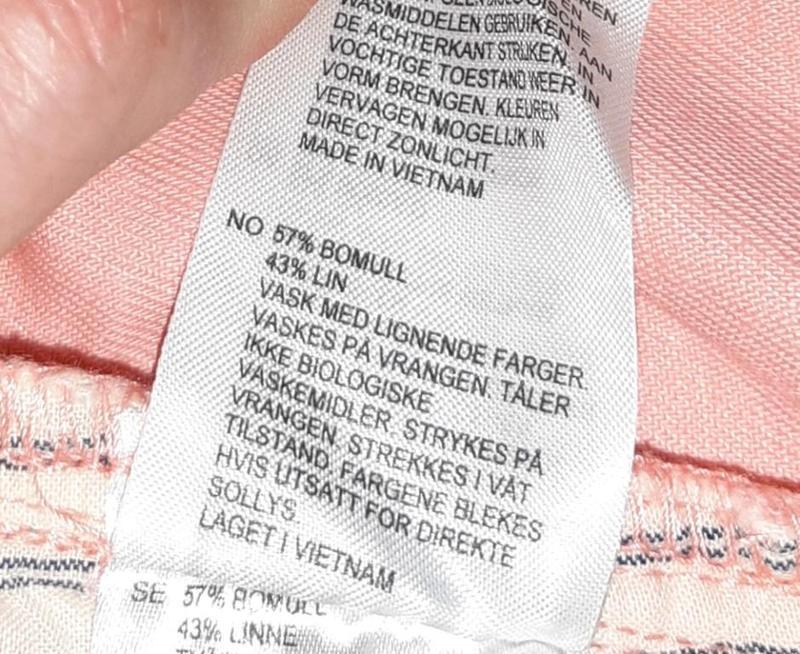 WASMIDDELEN GEBRUIKEN. AAN
DE ACHTERKANT STRIJKEN. IN
VOCHTIGE TOESTAND WEER IN
VORM BRENGEN. KLEUREN
VERVAGEN MOGELIJK IN
DIRECT ZONLICHT.
MADE IN VIETNAM
NO 57% BOMULL
43% LIN
VASK MED LIGNENDE FARGER
VASKES PÅ VRANGEN. TÅLER
IKKE BIOLOGISKE
VASKEMIDLER. STRYKES PÅ
VRANGEN. STREKKES I VÅT
TILSTAND. FARGENE BLEKES
HVIS UTSATT FOR DIREKTE
SOLLYS.
LAGET I VIETNAM
SE 57% BOMULL
43% LINNE